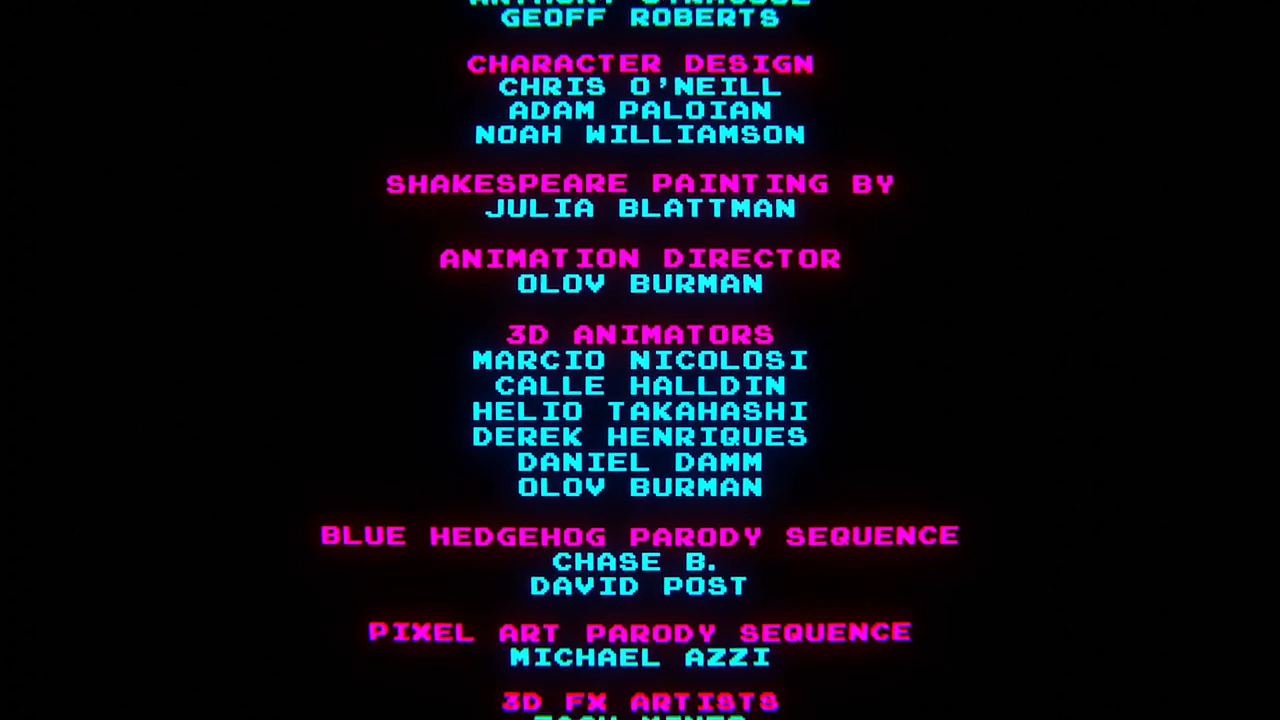 GEOFF ROBERTS
CHARACTER DESIGN
CHRIS O'NEILL
ADAM PALOIAN
NOAH WILLIAMSON
SHAKESPEARE PAINTING BY
JULIA BLATTMAN
ANIMATION DIRECTOR
OLOV BURMAN
3D ANIMATORS
MARCIO NICOLOSI
CALLE HALLDIN
HELIO TAKAHASHI
DEREK HENRIQUES
DANIEL DAMM
OLOV BURMAN
BLUE HEDGEHOG PARODY SEQUENCE
CHASE B.
DAVID POST
PIXEL ART PARODY SEQUENCE
MICHAEL AZZI
3D FX ARTISTS